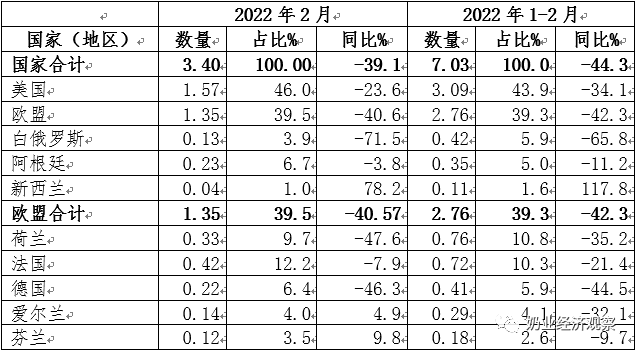 2022 年 2 月 2022 年 1-2 月
国家（地区） 数量 占比% 同比% 数量 占比% 同比%
国家合计 3.40 100.00 -39.1 7.03 100.0 -44.3
美国 1.57 46.0 -23.6 3.09 43.9 -34.1
欧盟 1.35 39.5 -40.6 2.76 39.3 -42.3
白俄罗斯 0.13 3.9 -71.5 0.42 5.9 -65.8
阿根廷 0.23 6.7 -3.8 0.35 5.0 -11.2
新西兰 0.04 1.0 78.2 0.11 1.6 117.8
欧盟合计 1.35 39.5 -40.57 2.76 39.3 -42.3
荷兰 0.33 9.7 -47.6 0.76 10.8 -35.2
法国 0.42 12.2 -7.9 0.72 10.3 -21.4
德国 0.22 6.4 -46.3 0.41 5.9 -44.5
爱尔兰 0.14 4.0 4.9 0.29 4.1 -32.1
芬兰 0.12 3.5 9.8 0.18 2.6 -9.7
奶业经济观察